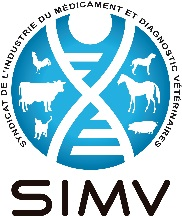 SYNDICAT DE L'INDUSTRIE DU MÉDICAMENT ET DIAGNOSTIC VÉTÉRINAIRES
SIMV